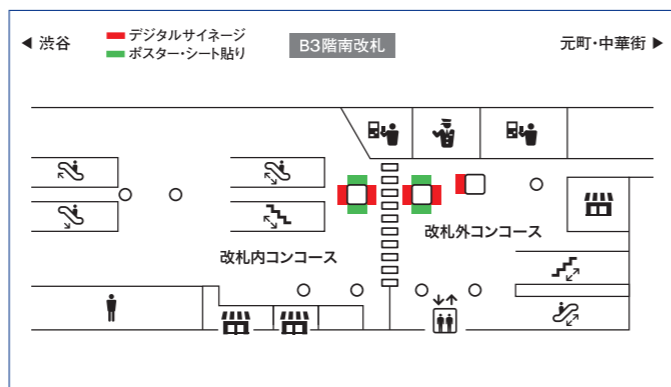 ◀ 渋谷
デジタルサイネージ
ポスター・シート貼り
B3階南改札
元町・中華街 ▶
改札外コンコース
改札内コンコース